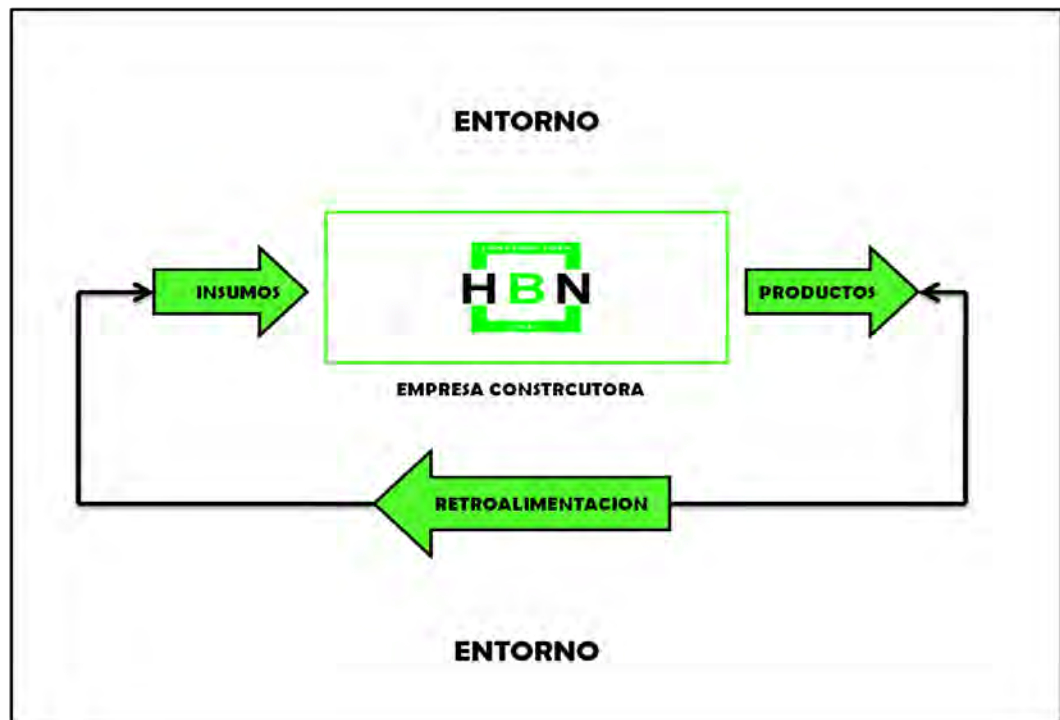 ENTORNO
INSUMOS
HBN
PRODUCTOS
EMPRESA CONSTRCUTORA
RETROALIMENTACION
ENTORNO